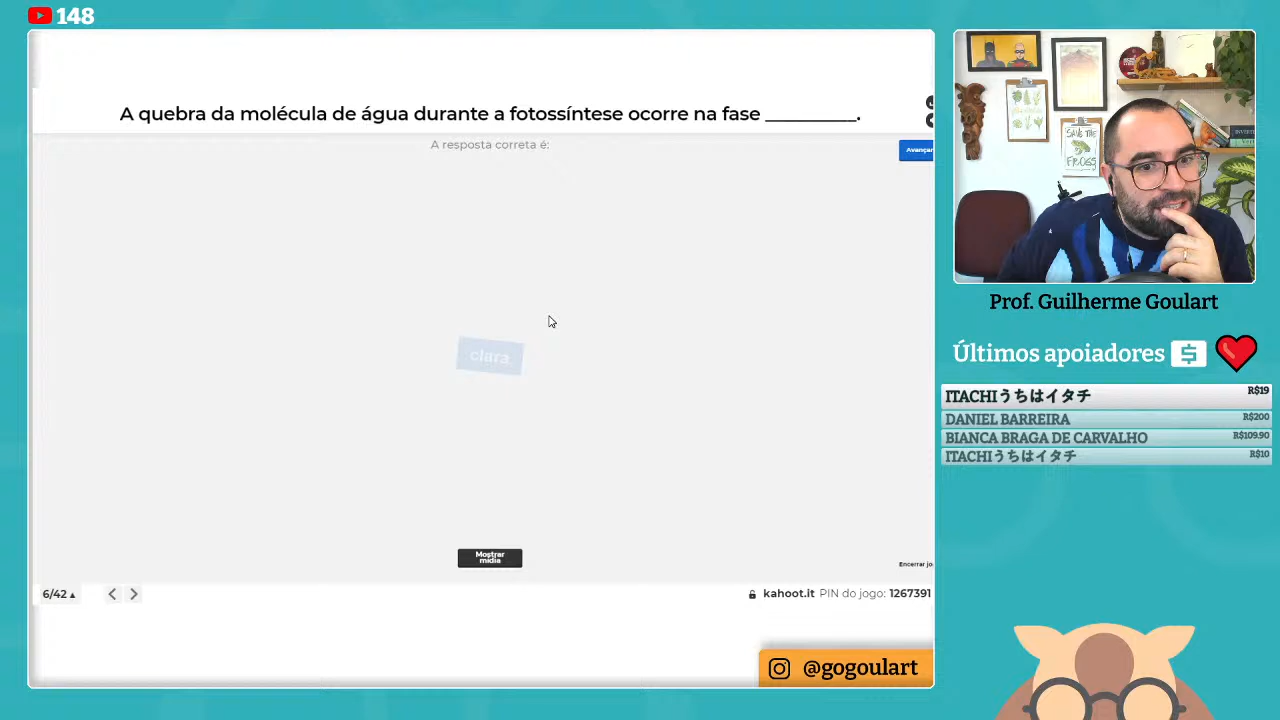 148
A quebra da molécula de água durante a fotossíntese ocorre na fase __________.
A resposta correta é:
Avançar
clara
Mostrar
mídia
Encerrar jo
6/42
kahoot.it PIN do jogo: 1267391
@gogoulart
SAVE THE
FROGS
Prof. Guilherme Goulart
Últimos apoiadores
ITACHIうちはイタチ R$19
DANIEL BARREIRA R$200
BIANCA BRAGA DE CARVALHO R$109.90
ITACHIうちはイタチ R$10